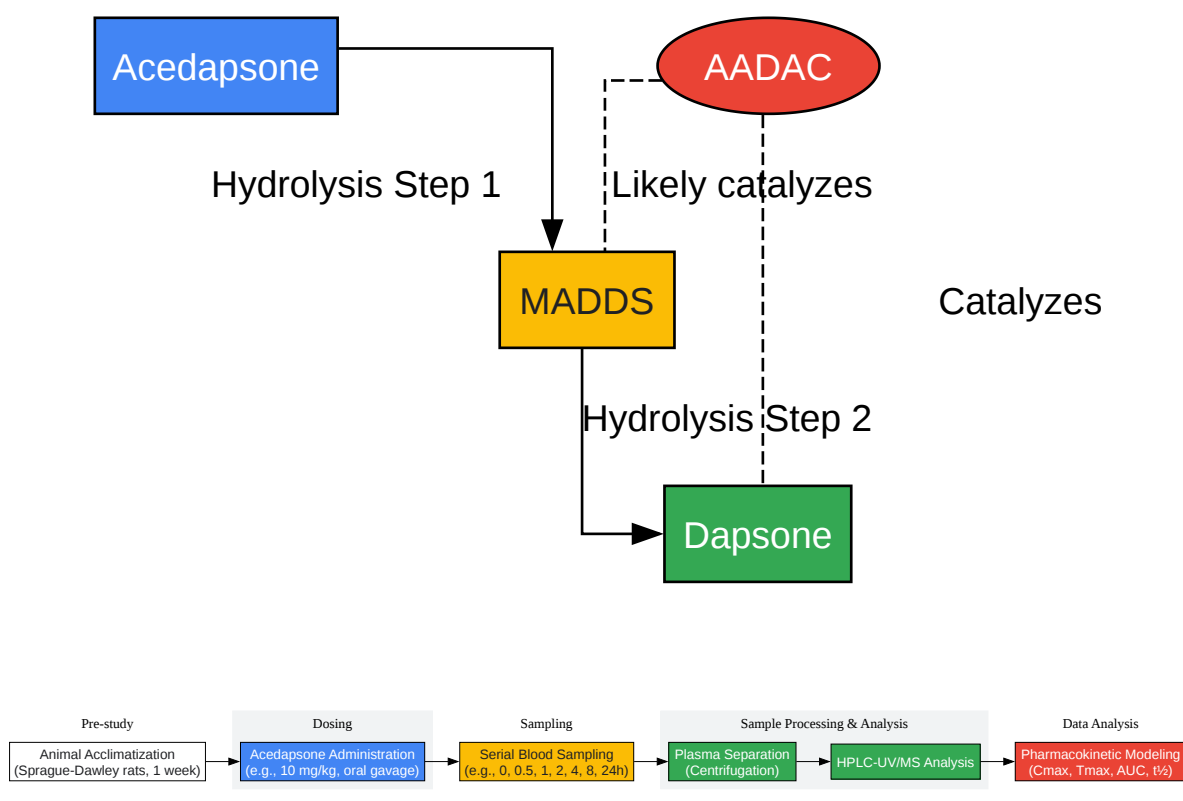 Acedapsone
AADAC
Hydrolysis Step 1
Likely catalyzes
MADDS
Catalyzes
Hydrolysis Step 2
Dapsone
Pre-study
Animal Acclimatization
(Sprague-Dawley rats, 1 week)
Dosing
Acedapsone Administration
(e.g., 10 mg/kg, oral gavage)
Sampling
Serial Blood Sampling
(e.g., 0, 0.5, 1, 2, 4, 8, 24h)
Sample Processing & Analysis
Plasma Separation
(Centrifugation)
HPLC-UV/MS Analysis
Data Analysis
Pharmacokinetic Modeling
(Cmax, Tmax, AUC, t½)